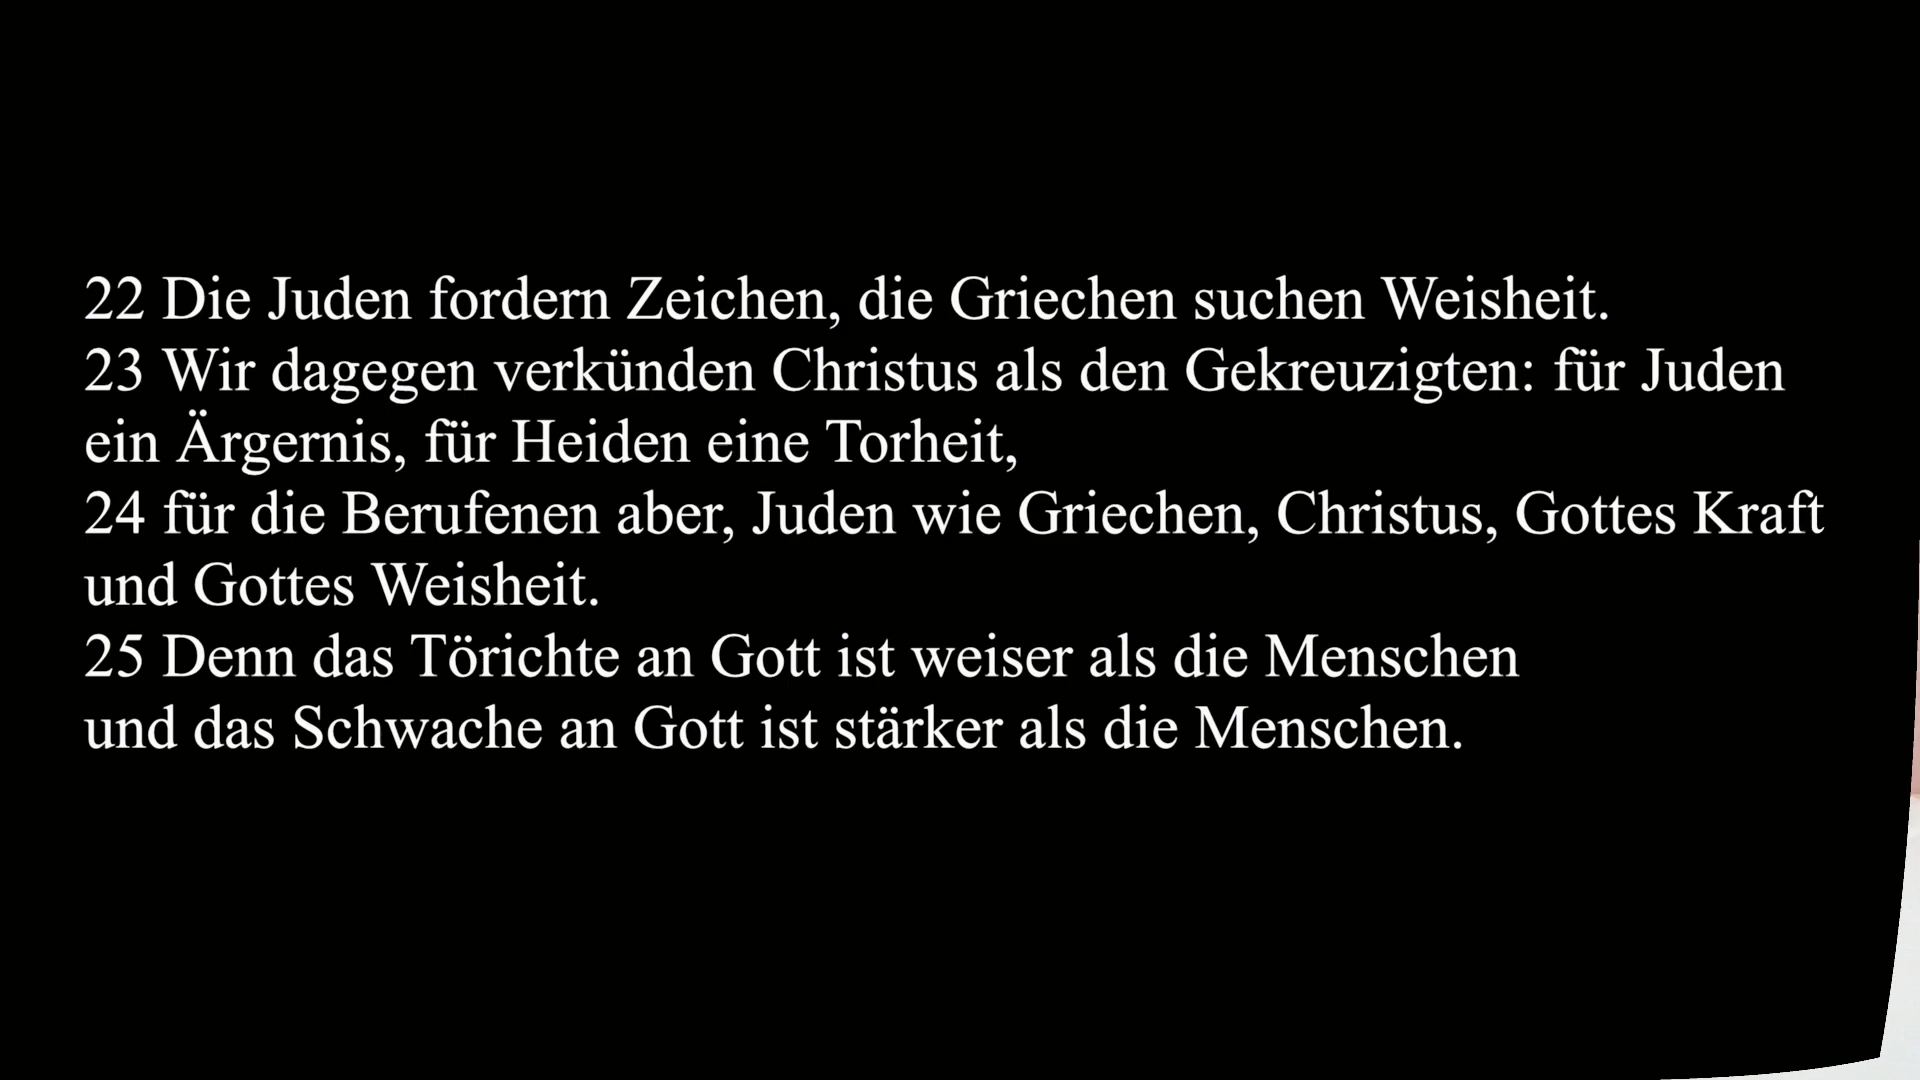 22 Die Juden fordern Zeichen, die Griechen suchen Weisheit.
23 Wir dagegen verkünden Christus als den Gekreuzigten: für Juden
ein Ärgernis, für Heiden eine Torheit,
24 für die Berufenen aber, Juden wie Griechen, Christus, Gottes Kraft
und Gottes Weisheit.
25 Denn das Törichte an Gott ist weiser als die Menschen
und das Schwache an Gott ist stärker als die Menschen.